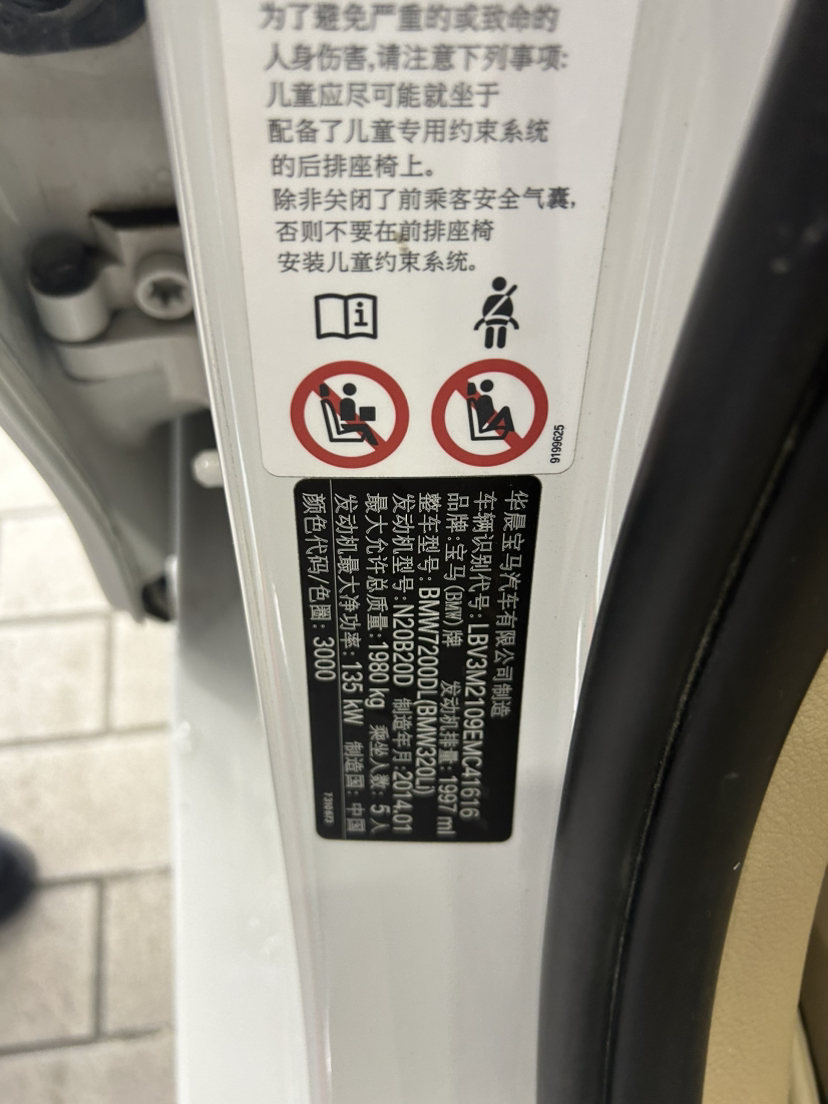 为了避免严重的或致命的
人身伤害,请注意下列事项:
儿童应尽可能就坐于
配备了儿童专用约束系统
的后排座椅上。
除非关闭了前乘客安全气囊,
否则不要在前排座椅
安装儿童约束系统。
9199625
华晨宝马汽车有限公司制造
车辆识别代号:LBV3M2109EMC41616
品牌:宝马(BMW)牌 发动机排量:1997 ml
整车型号:BMW7200DL(BMW320Li)
发动机型号:N20B20D 制造年月:2014.01
最大允许总质量:1980 kg 乘坐人数:5人
发动机最大净功率:135 kW 制造国:中国
颜色代码/色圈:3000